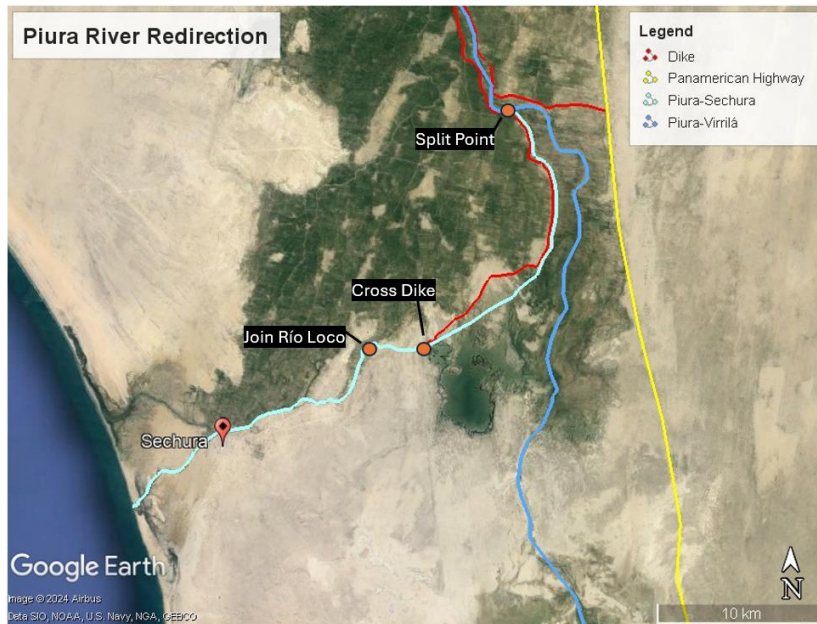 Piura River Redirection
Legend
Dike
Panamerican Highway
Piura-Sechura
Piura-Virrilá
Split Point
Cross Dike
Join Río Loco
Sechura
Google Earth
Image © 2024 Airbus
Data SIO, NOAA, U.S. Navy, NGA, GEBCO
N
10 km